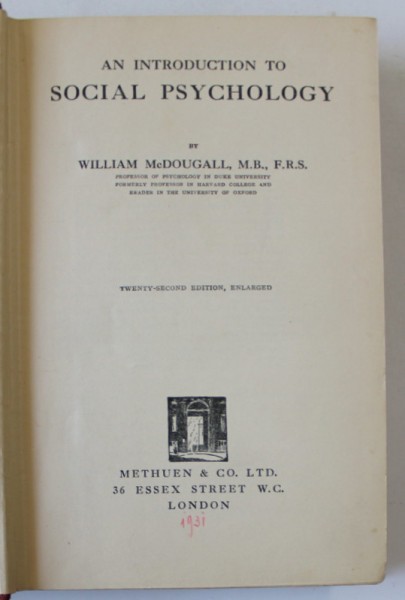 AN INTRODUCTION TO
SOCIAL PSYCHOLOGY
BY
WILLIAM McDOUGALL, M.B., F.R.S.
PROFESSOR OF PSYCHOLOGY IN DUKE UNIVERSITY
FORMERLY PROFESSOR IN HARVARD COLLEGE AND
READER IN THE UNIVERSITY OF OXFORD
TWENTY-SECOND EDITION, ENLARGED
METHUEN & CO. LTD.
36 ESSEX STREET W.C.
LONDON
1931